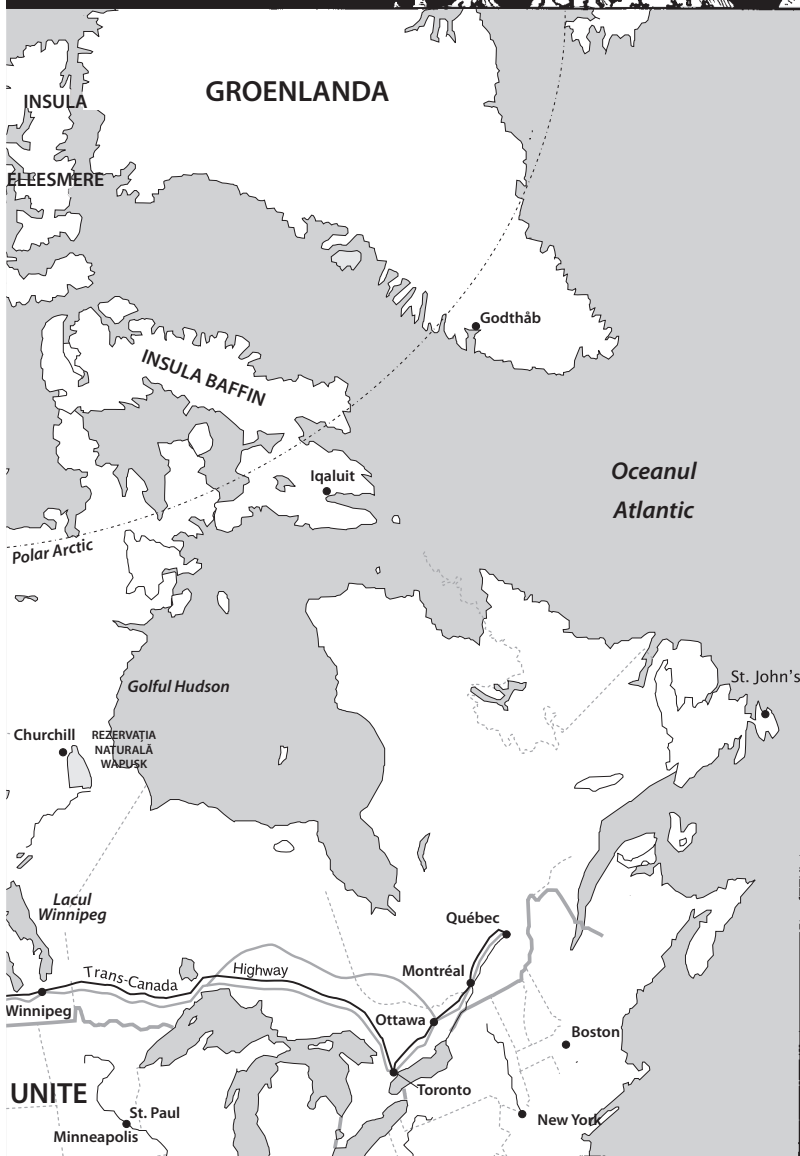 INSULA
GROENLANDA
ELLESMERE
Godthåb
INSULA BAFFIN
Iqaluit
Oceanul
Atlantic
Polar Arctic
Golful Hudson
St. John's
Churchill
REZERVAȚIA
NATURALĂ
WAPUSK
Lacul
Winnipeg
Québec
Trans-Canada
Highway
Montréal
Winnipeg
Ottawa
Boston
UNITE
Toronto
St. Paul
New York
Minneapolis